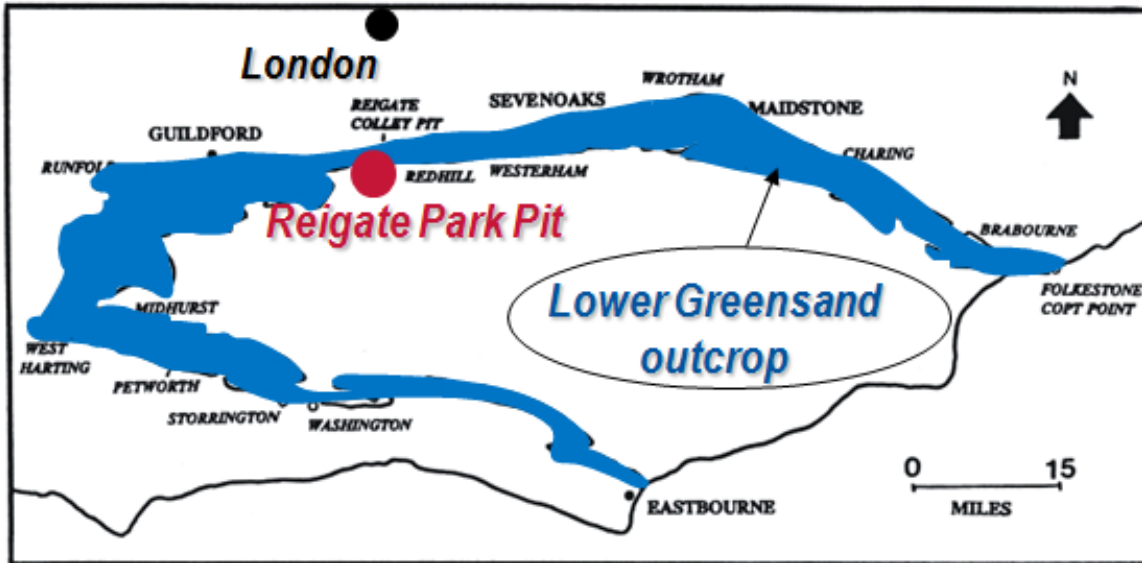 London
WROTHAM
N
SEVENOAKS
REIGATE
COLLEY PIT
MAIDSTONE
GUILDFORD
CHARING
RUNFOLD
REDHILL
WESTERHAM
Reigate Park Pit
BRABOURNE
FOLKESTONE
COPT POINT
Lower Greensand
outcrop
MIDHURST
WEST
HARTING
PETWORTH
STORRINGTON
WASHINGTON
0 15
MILES
EASTBOURNE